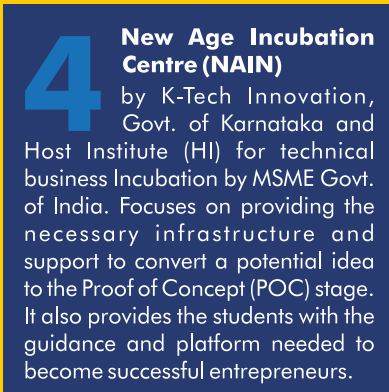 4
New Age Incubation
Centre (NAIN)
by K-Tech Innovation,
Govt. of Karnataka and
Host Institute (HI) for technical
business Incubation by MSME Govt.
of India. Focuses on providing the
necessary infrastructure and
support to convert a potential idea
to the Proof of Concept (POC) stage.
It also provides the students with the
guidance and platform needed to
become successful entrepreneurs.